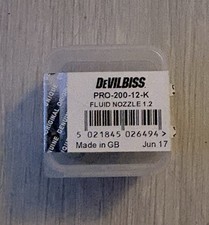 DEVILBISS
PRO-200-12-K
FLUID NOZZLE 1.2
5 021845 026494 >
Made in GB
Jun.17